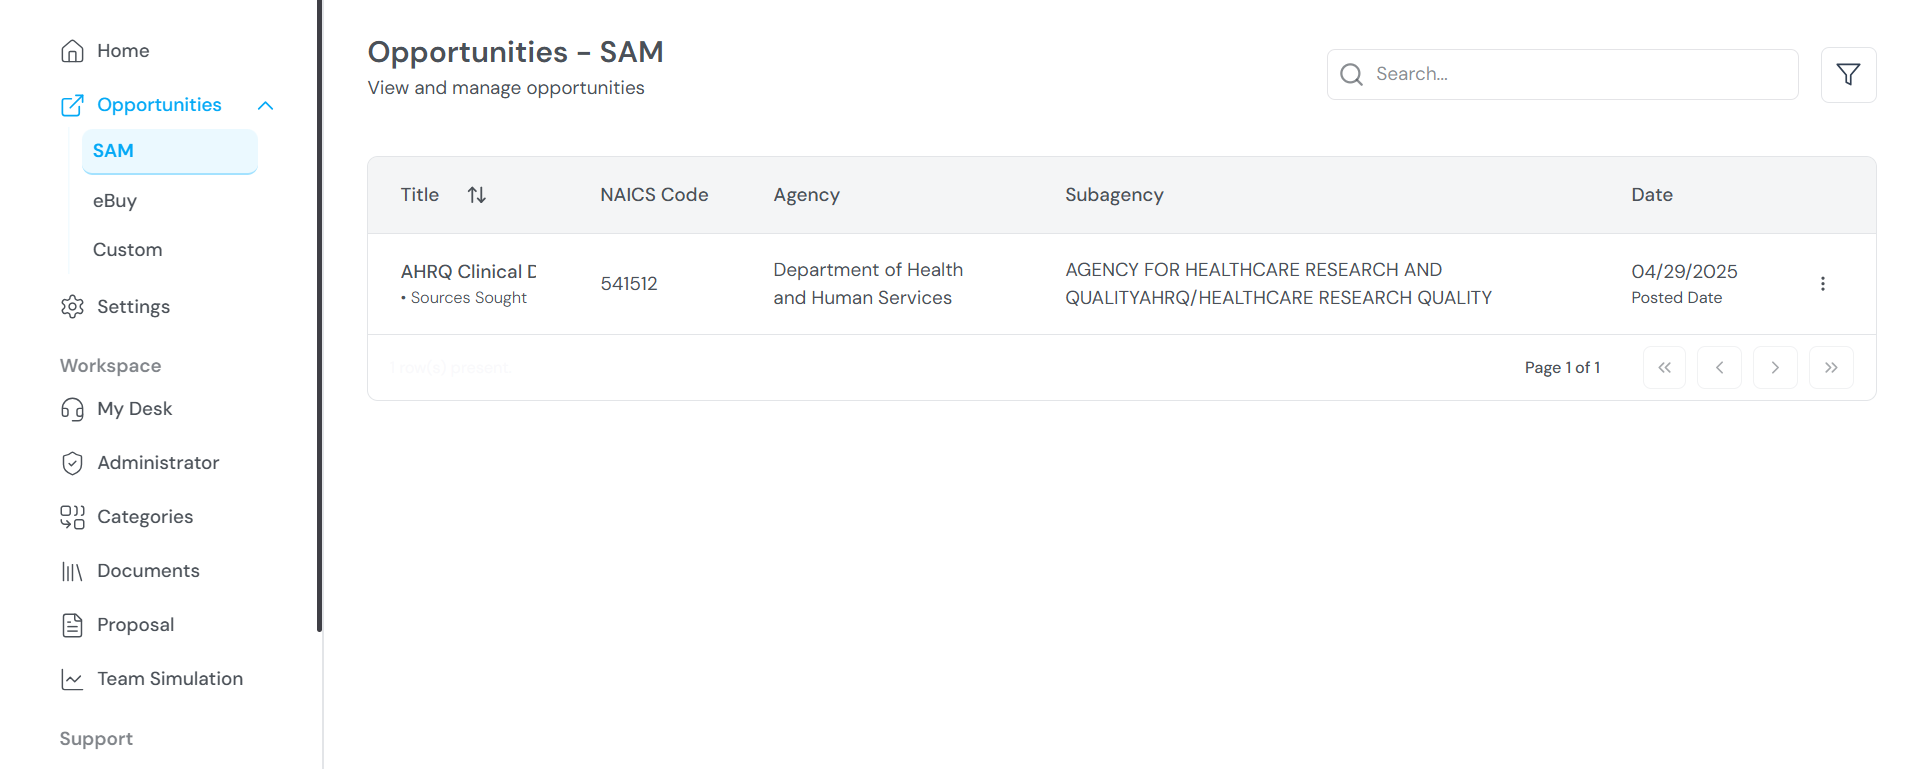 Home
Opportunities
SAM
eBuy
Custom
Settings
Workspace
My Desk
Administrator
Categories
Documents
Proposal
Team Simulation
Support
Opportunities - SAM
View and manage opportunities
Search...
Title NAICS Code Agency Subagency Date
AHRQ Clinical D
• Sources Sought
541512
Department of Health
and Human Services
AGENCY FOR HEALTHCARE RESEARCH AND
QUALITYAHRQ/HEALTHCARE RESEARCH QUALITY
04/29/2025
Posted Date
1 row(s) present.
Page 1 of 1